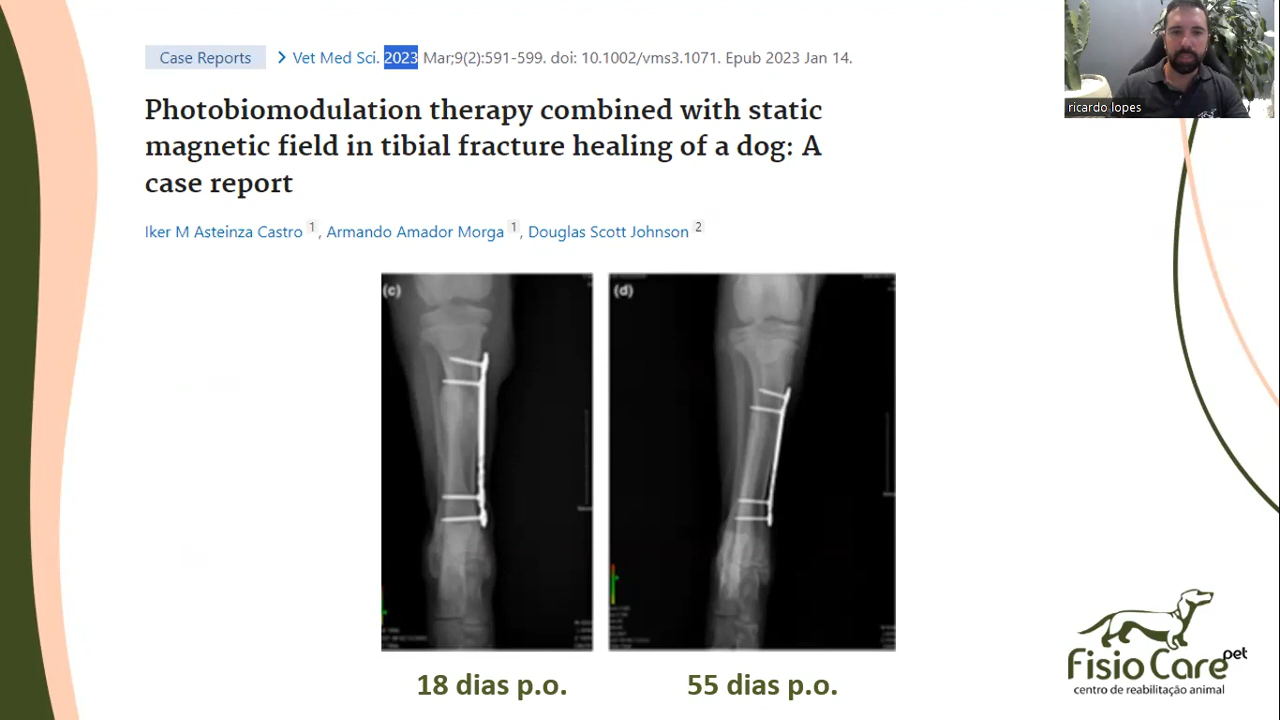 Case Reports > Vet Med Sci. 2023 Mar;9(2):591-599. doi: 10.1002/vms3.1071. Epub 2023 Jan 14.
ricardo lopes
Photobiomodulation therapy combined with static
magnetic field in tibial fracture healing of a dog: A
case report
Iker M Asteinza Castro 1, Armando Amador Morga 1, Douglas Scott Johnson 2
(c)
(d)
18 dias p.o.
55 dias p.o.
Fisio Care pet
centro de reabilitação animal